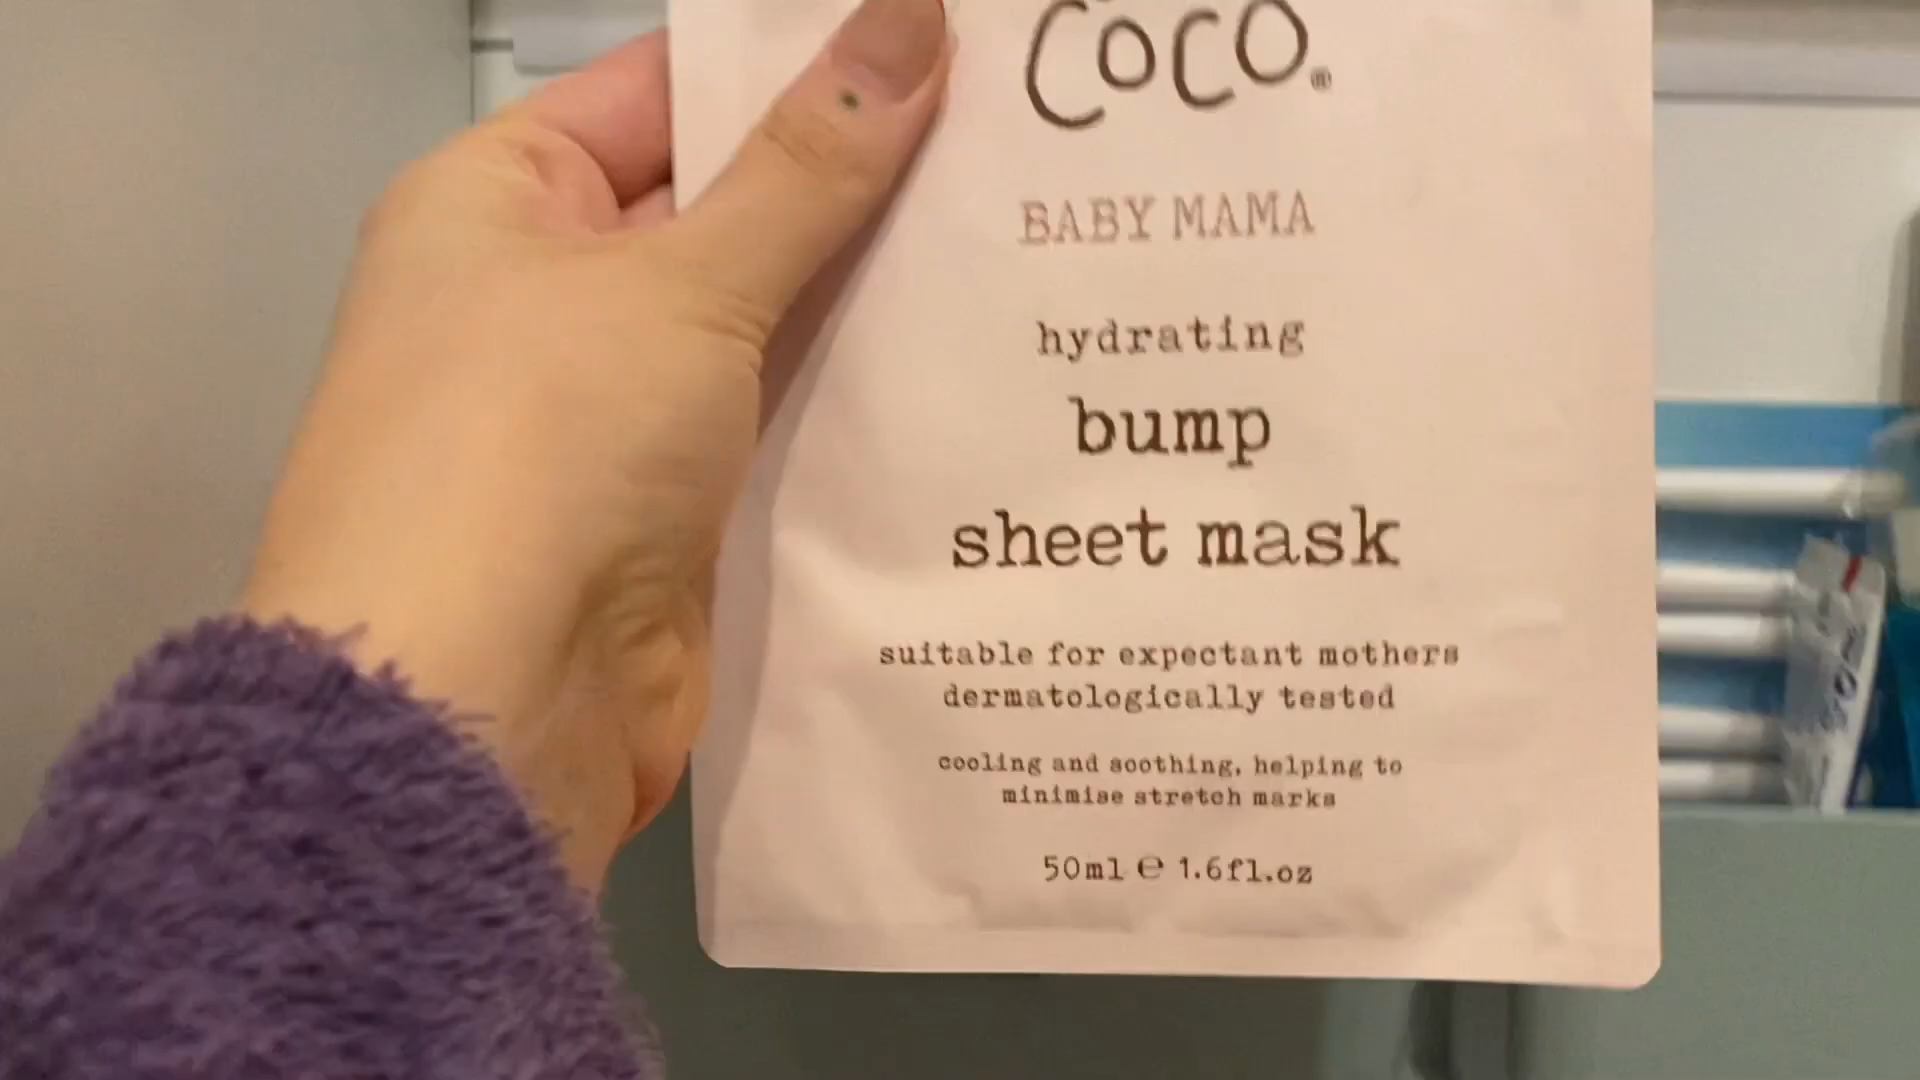 COCO®
BABY MAMA
hydrating
bump
sheet mask
suitable for expectant mothers
dermatologically tested
cooling and soothing, helping to
minimise stretch marks
50ml ℮ 1.6fl.oz